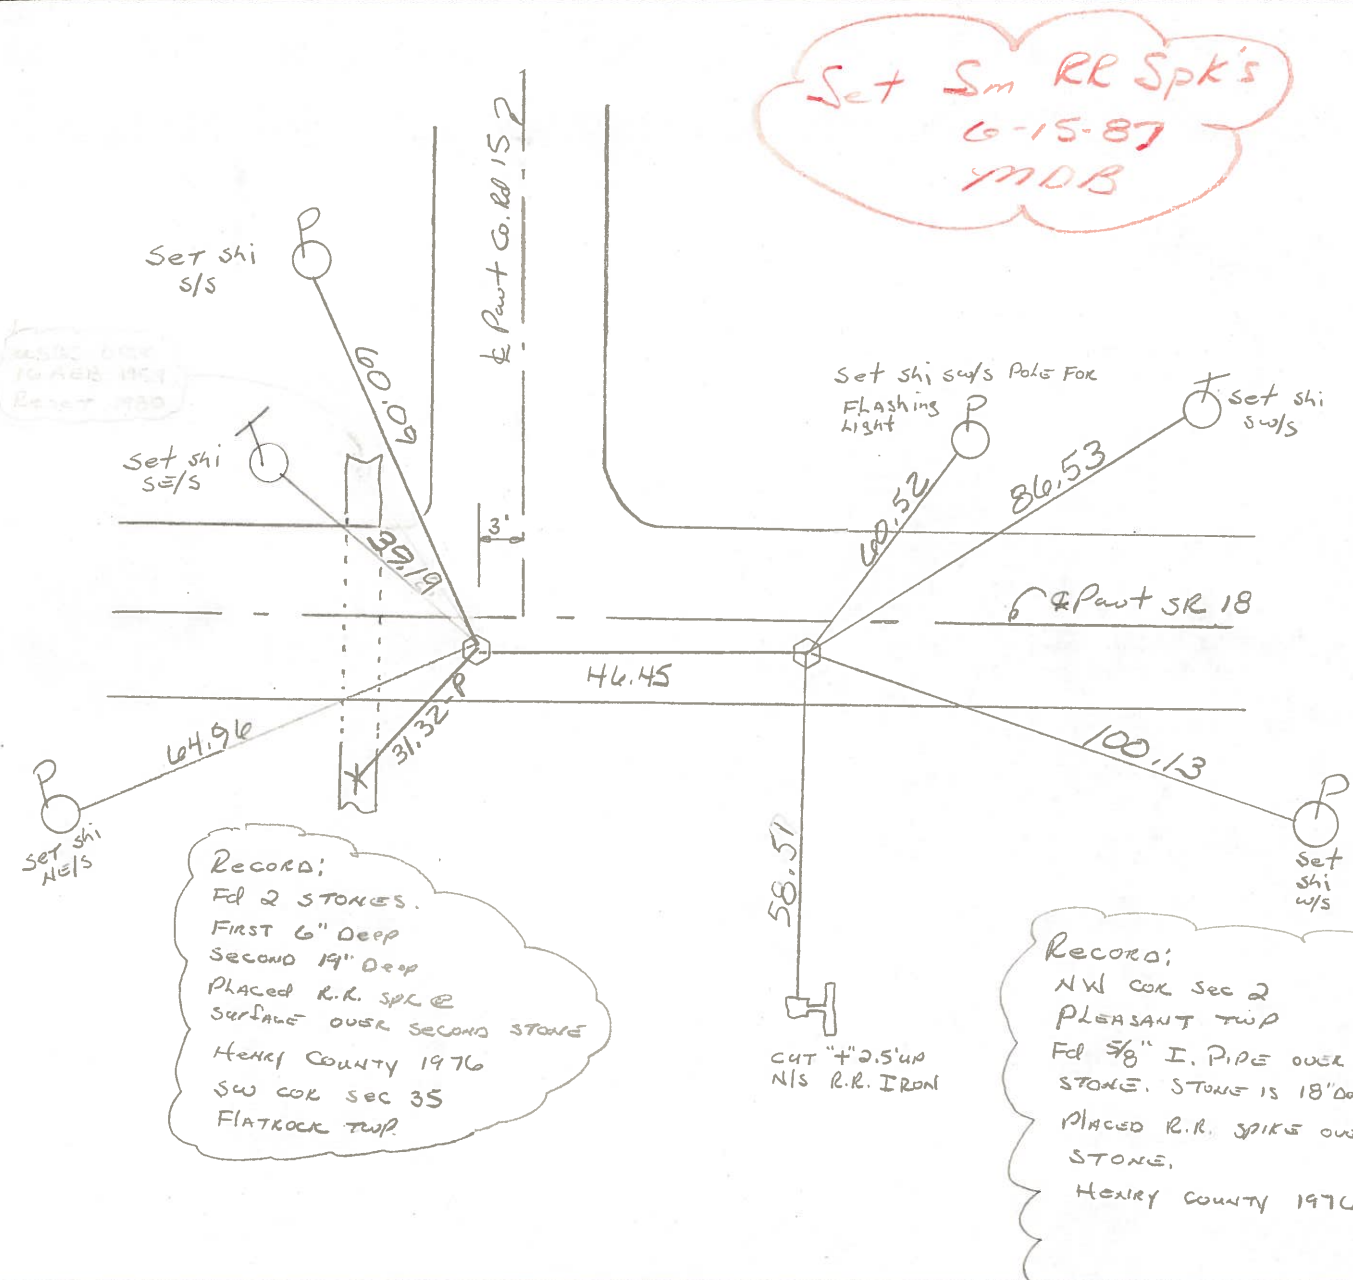 Set Sm RR Spk's
6-15-87
MDB
℄ Pavt Co. Rd 15
P
Set shi
S/S
60.09
Reset 1980
Set shi
SE/S
39.19
3'
Set shi SW/S Pole For
Flashing
Light
P
60.52
Set shi
SW/S
86.53
℄ Pavt SR 18
46.45
31.32-P
64.96
P
Set shi
NE/S
100.13
P
Set
shi
W/S
58.51
Cut "+" 2.5' up
N/S R.R. Iron
Record:
Fd 2 Stones.
First 6" Deep
Second 19" Deep
Placed R.R. Spk @
Surface over second stone
Henry County 1976
SW cor Sec 35
Flatrock Twp.
Record:
NW cor Sec 2
Pleasant Twp
Fd 5/8" I. Pipe over
Stone. Stone is 18"
Placed R.R. Spike
Stone.
Henry County